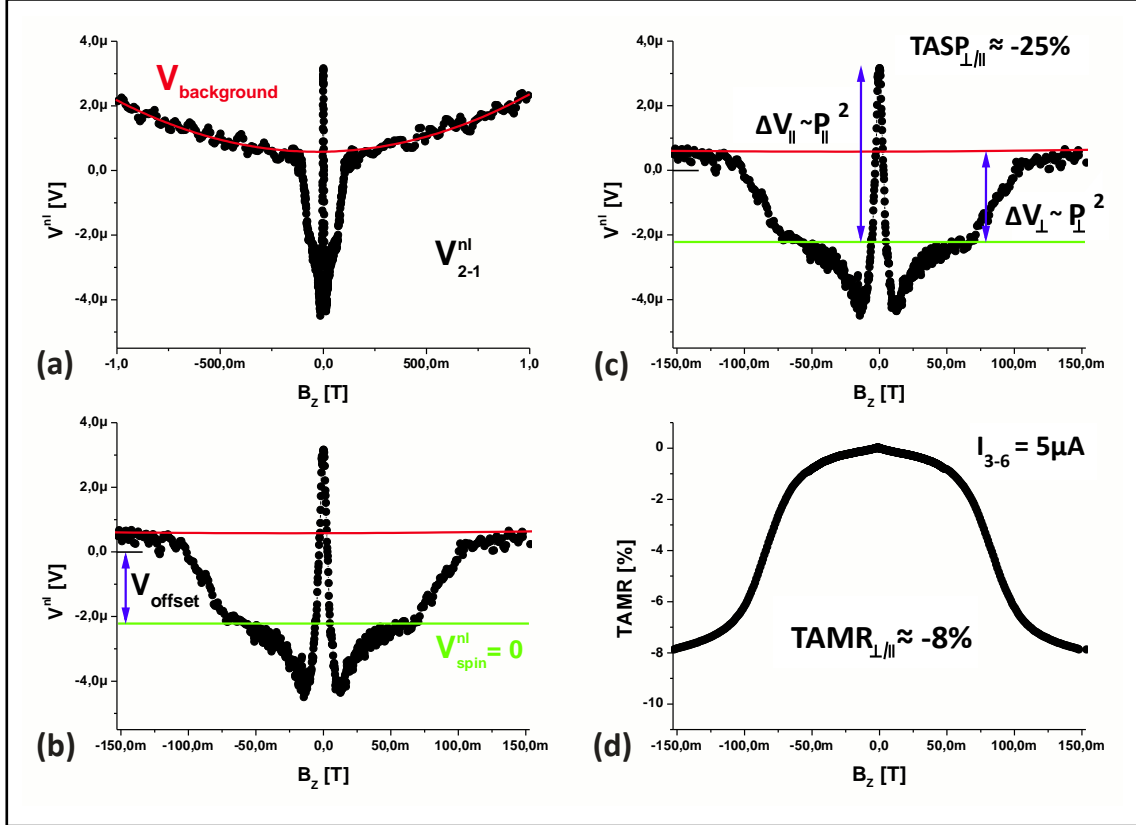 4,0µ
2,0µ
0,0
-2,0µ
-4,0µ
Vⁿˡ [V]
V_background
V^nl_2-1
(a)
-1,0 -500,0m 0,0 500,0m 1,0
B_Z [T]
4,0µ
2,0µ
0,0
-2,0µ
-4,0µ
Vⁿˡ [V]
TASP_⊥/|| ≈ -25%
ΔV_|| ~ P_||²
ΔV_⊥ ~ P_⊥²
(c)
-150,0m -100,0m -50,0m 0,0 50,0m 100,0m 150,0m
B_Z [T]
4,0µ
2,0µ
0,0
-2,0µ
-4,0µ
Vⁿˡ [V]
V_offset
V^nl_spin = 0
(b)
-150,0m -100,0m -50,0m 0,0 50,0m 100,0m 150,0m
B_Z [T]
0
-2
-4
-6
-8
-10
TAMR [%]
I_3-6 = 5µA
TAMR_⊥/|| ≈ -8%
(d)
-150,0m -100,0m -50,0m 0,0 50,0m 100,0m 150,0m
B_Z [T]